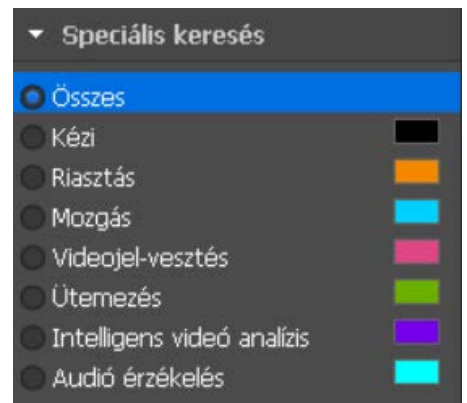 Speciális keresés
Összes
Kézi
Riasztás
Mozgás
Videojel-vesztés
Ütemezés
Intelligens videó analízis
Audió érzékelés